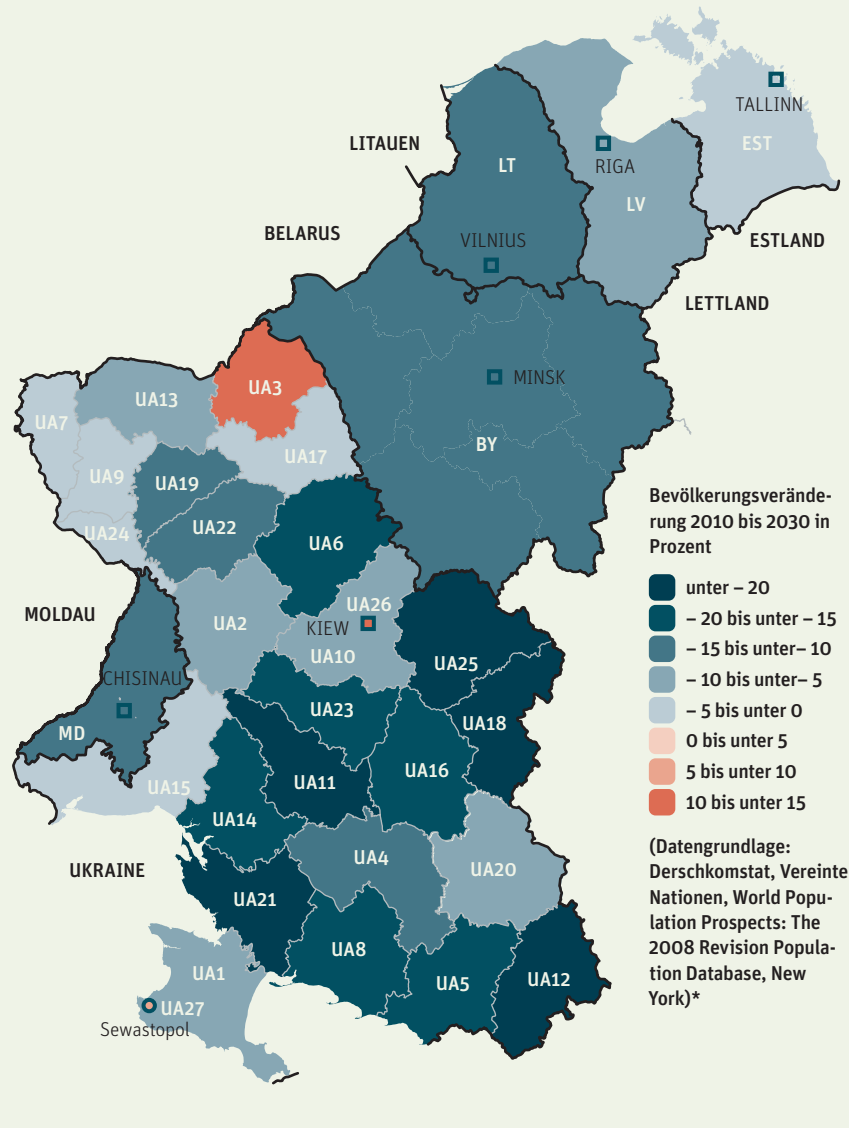 TALLINN
LITAUEN
EST
LT
RIGA
LV
BELARUS
VILNIUS
ESTLAND
LETTLAND
MINSK
UA3
UA13
UA7
BY
UA17
UA9
UA19
UA22
UA24
UA6
MOLDAU
UA26
UA2
KIEW
UA10
UA25
CHISINAU
UA23
UA18
MD
UA16
UA11
UA15
UA14
UA4
UKRAINE
UA20
UA21
UA8
UA1
UA5
UA12
UA27
Sewastopol
Bevölkerungsverände-
rung 2010 bis 2030 in
Prozent
unter – 20
– 20 bis unter – 15
– 15 bis unter– 10
– 10 bis unter– 5
– 5 bis unter 0
0 bis unter 5
5 bis unter 10
10 bis unter 15
(Datengrundlage:
Derschkomstat, Vereinte
Nationen, World Popu-
lation Prospects: The
2008 Revision Popula-
tion Database, New
York)*